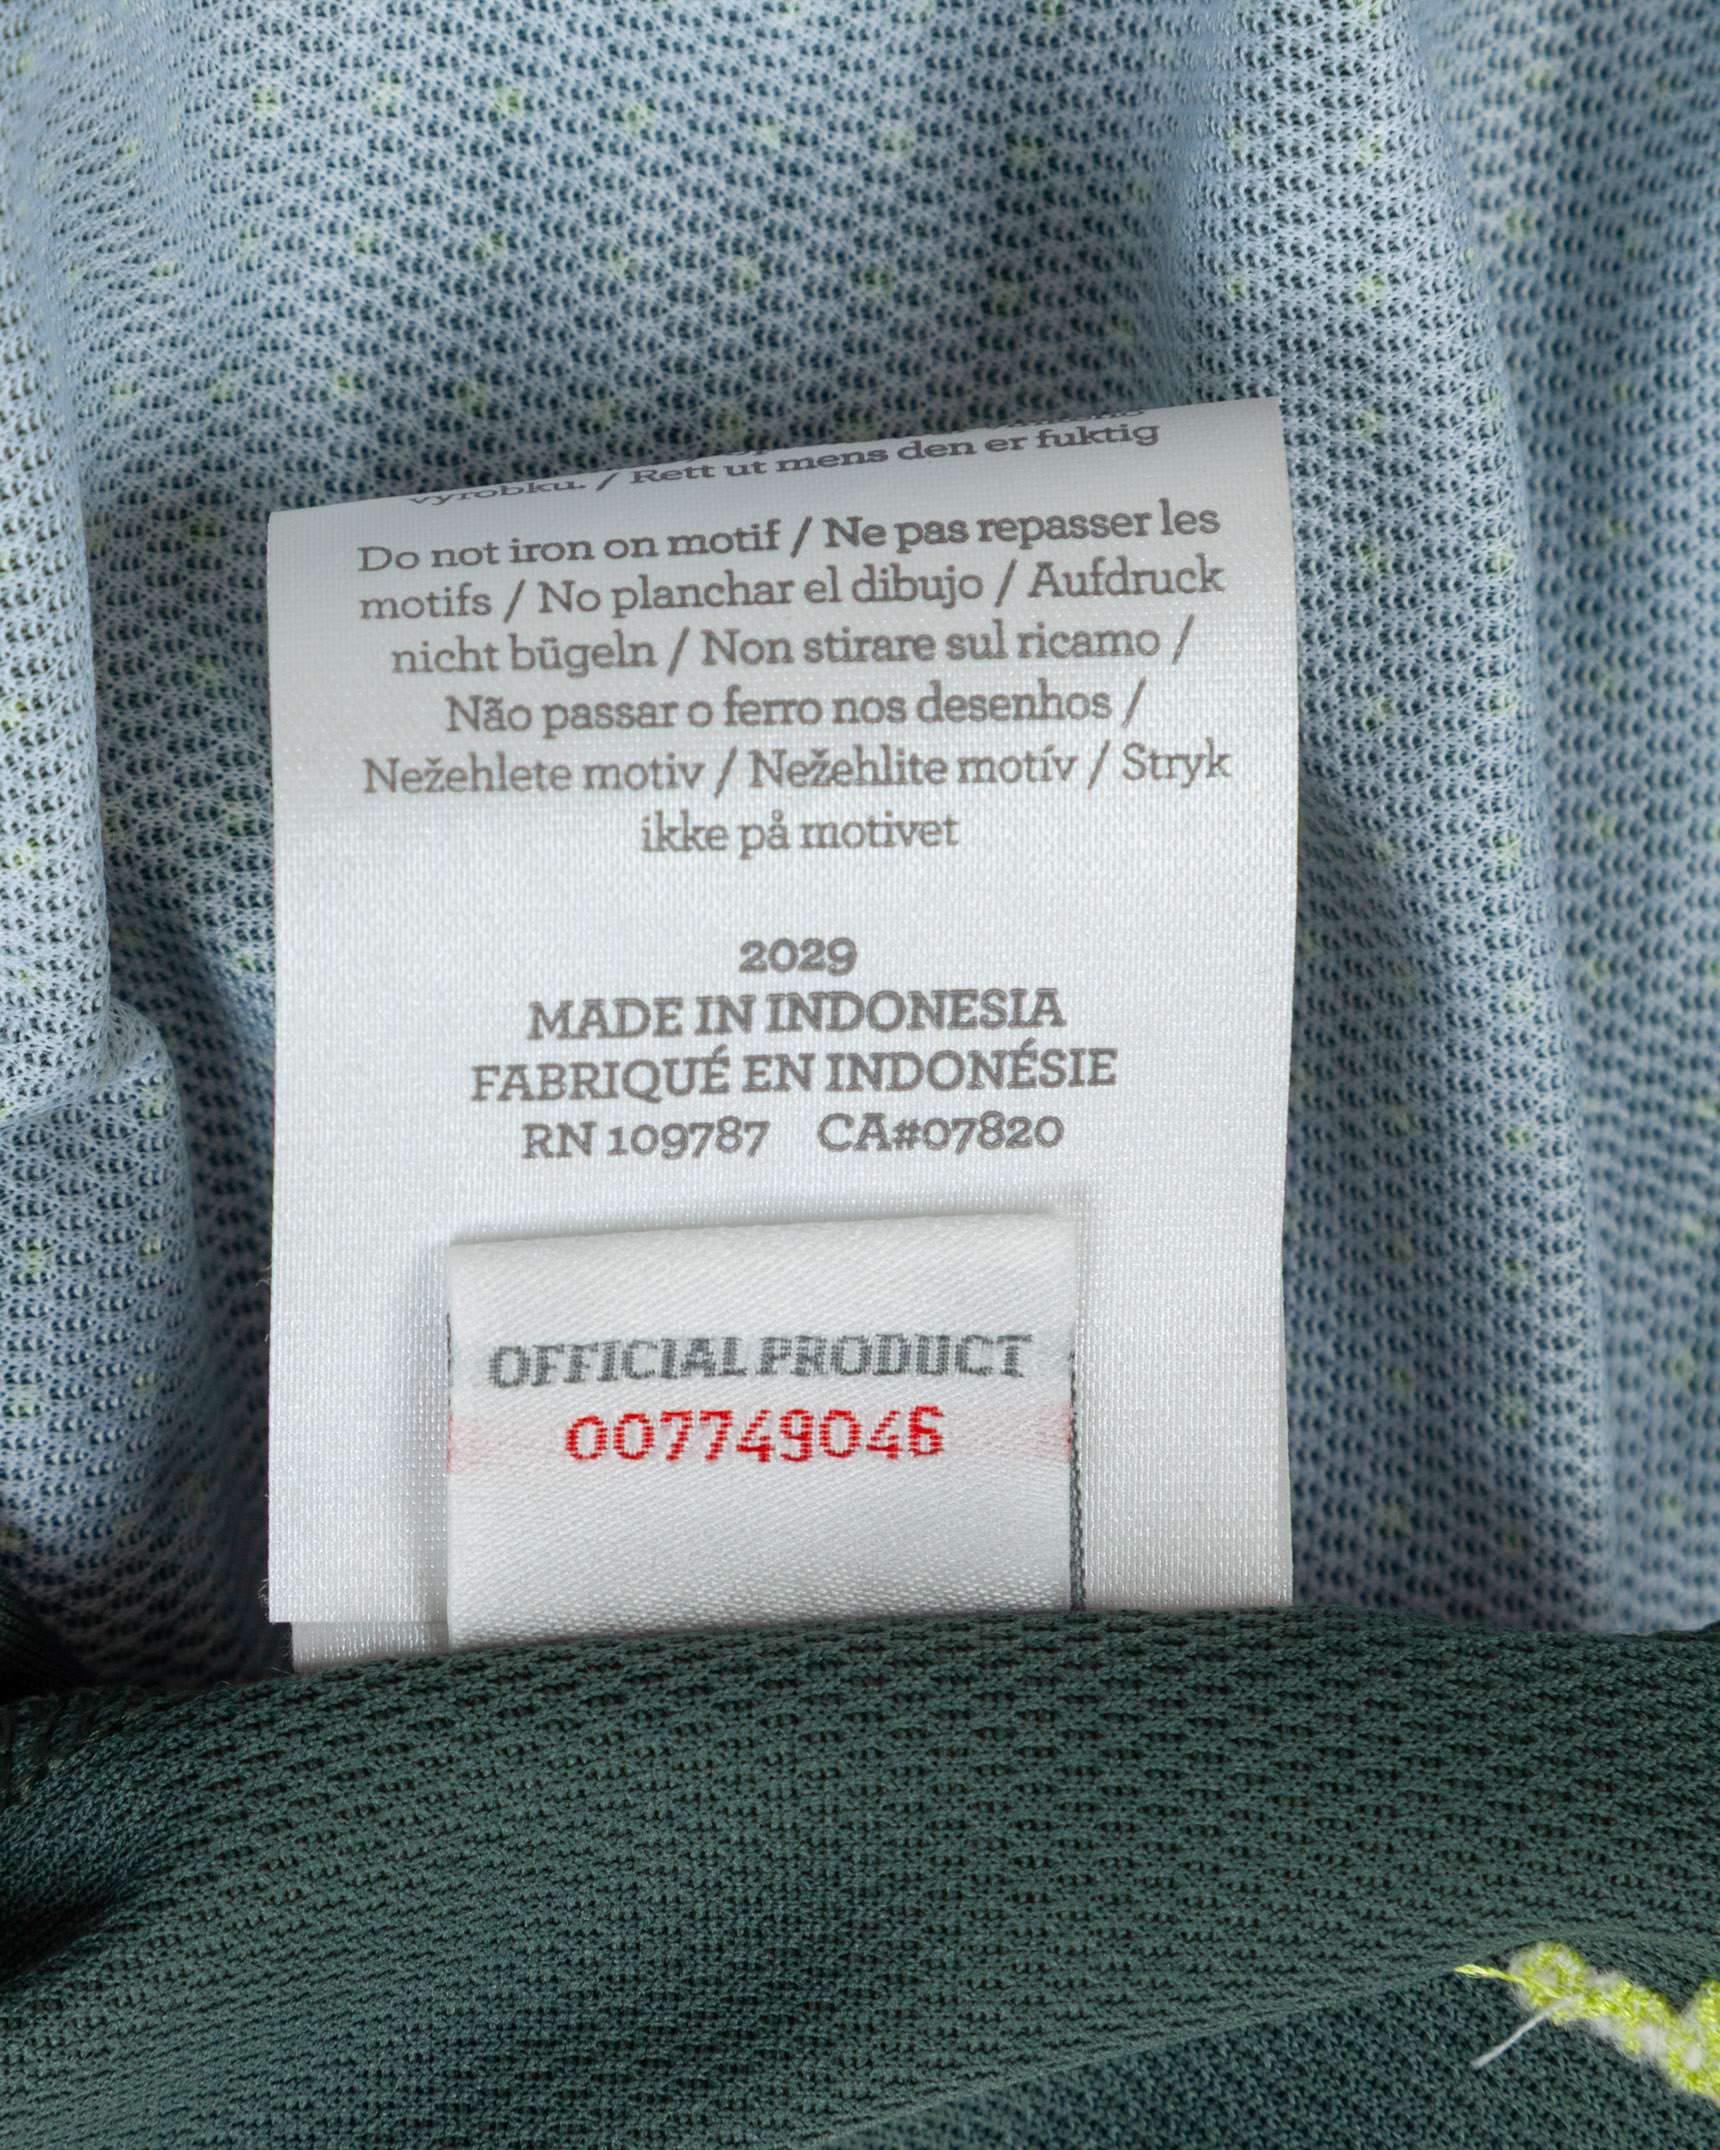 vyrobku. / Rett ut mens den er fuktig
Do not iron on motif / Ne pas repasser les
motifs / No planchar el dibujo / Aufdruck
nicht bügeln / Non stirare sul ricamo /
Não passar o ferro nos desenhos /
Nežehlete motiv / Nežehlite motív / Stryk
ikke på motivet
2029
MADE IN INDONESIA
FABRIQUÉ EN INDONÉSIE
RN 109787 CA#07820
OFFICIAL PRODUCT
007749046